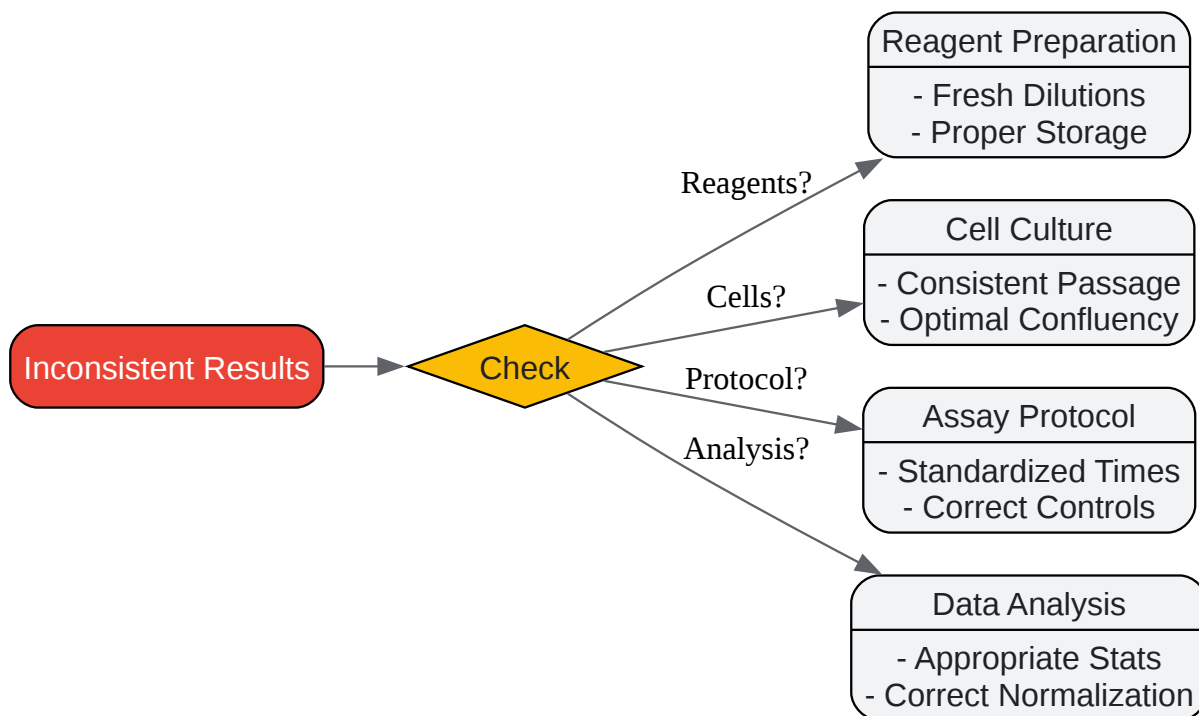 Inconsistent Results
Check
Reagents?
Reagent Preparation
- Fresh Dilutions
- Proper Storage
Cells?
Cell Culture
- Consistent Passage
- Optimal Confluency
Protocol?
Assay Protocol
- Standardized Times
- Correct Controls
Analysis?
Data Analysis
- Appropriate Stats
- Correct Normalization